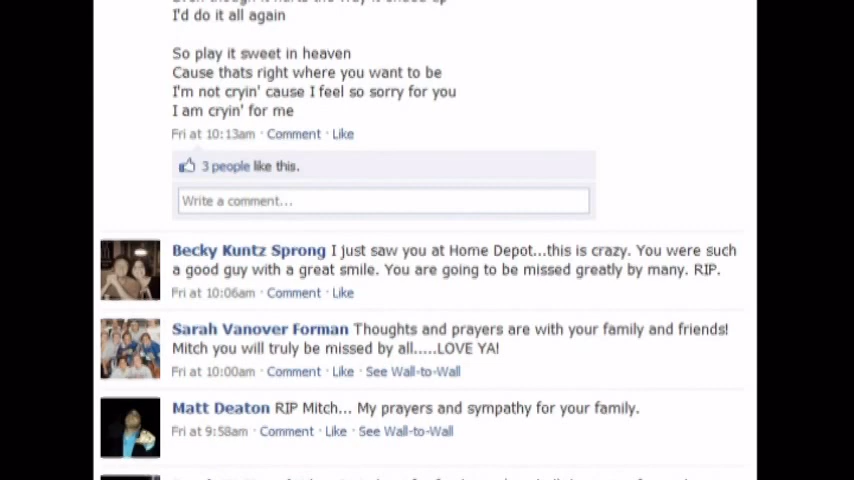 I'd do it all again
So play it sweet in heaven
Cause thats right where you want to be
I'm not cryin' cause I feel so sorry for you
I am cryin' for me
Fri at 10:13am · Comment · Like
3 people like this.
Write a comment...
Becky Kuntz Sprong I just saw you at Home Depot...this is crazy. You were such
a good guy with a great smile. You are going to be missed greatly by many. RIP.
Fri at 10:06am · Comment · Like
Sarah Vanover Forman Thoughts and prayers are with your family and friends!
Mitch you will truly be missed by all.....LOVE YA!
Fri at 10:00am · Comment · Like · See Wall-to-Wall
Matt Deaton RIP Mitch... My prayers and sympathy for your family.
Fri at 9:58am · Comment · Like · See Wall-to-Wall